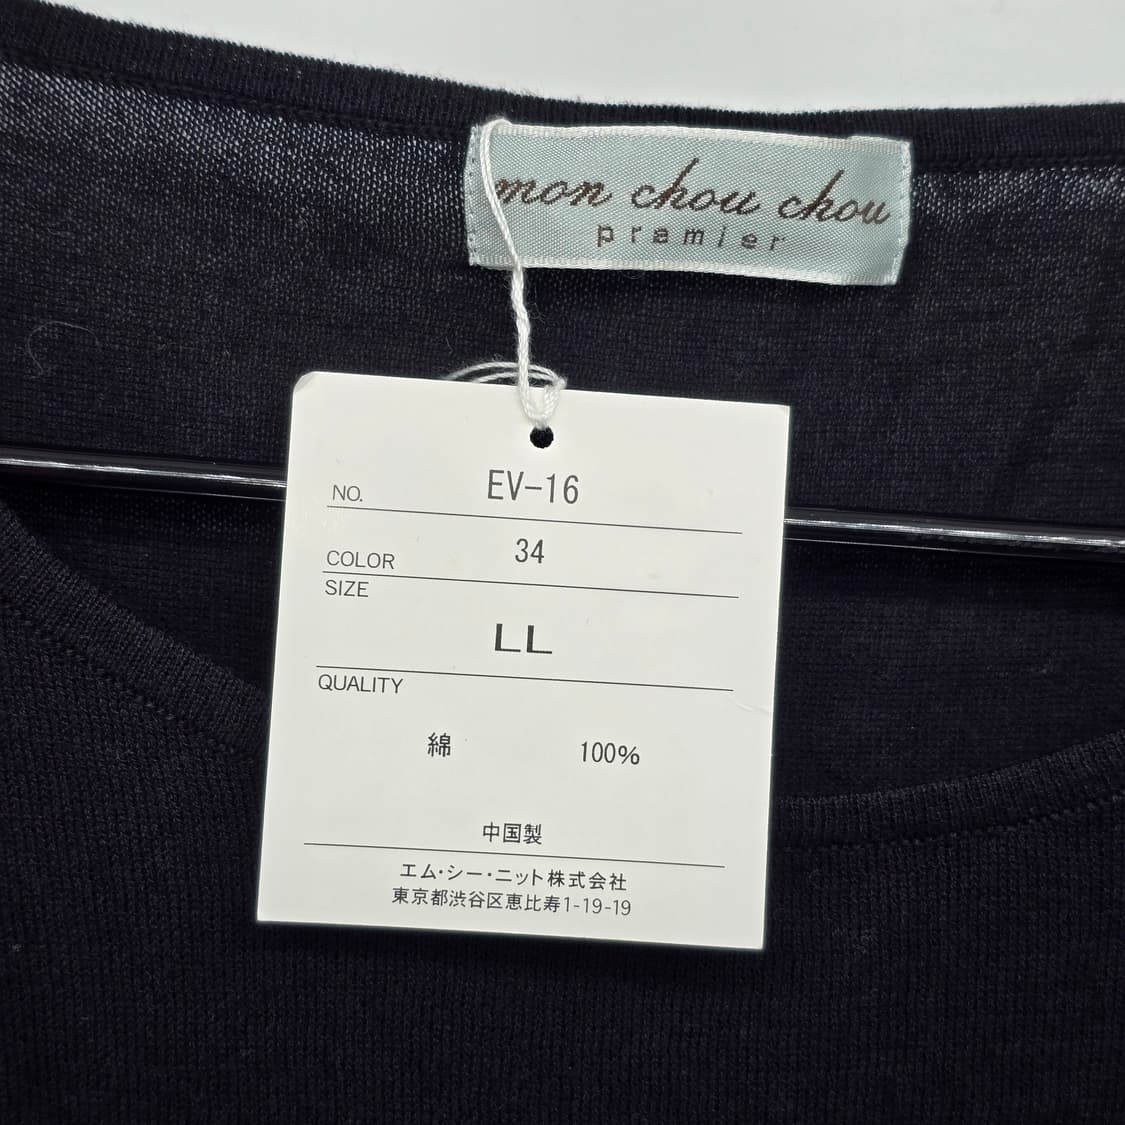 mon chou chou
premier
NO. EV-16
COLOR 34
SIZE
LL
QUALITY
綿 100%
中国製
エム・シー・ニット株式会社
東京都渋谷区恵比寿1-19-19